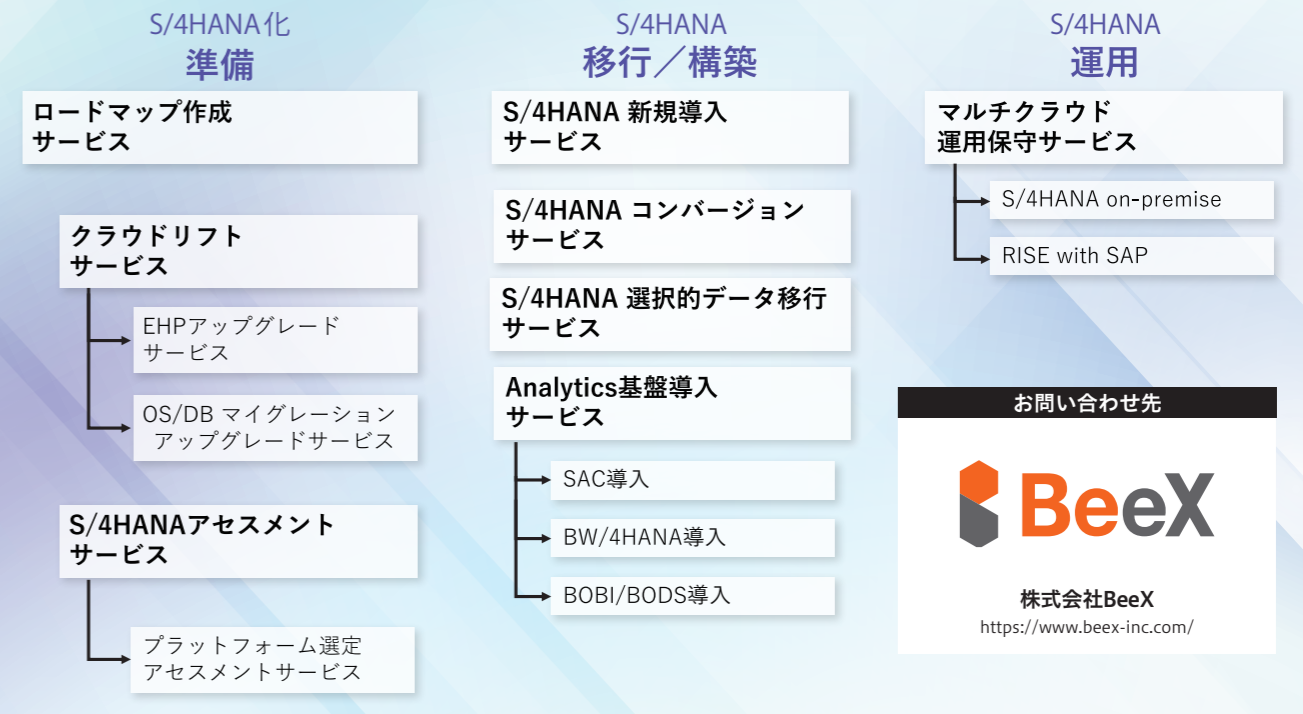 S/4HANA化
準備
ロードマップ作成
サービス
クラウドリフト
サービス
EHPアップグレード
サービス
OS/DB マイグレーション
アップグレードサービス
S/4HANAアセスメント
サービス
プラットフォーム選定
アセスメントサービス
S/4HANA
移行／構築
S/4HANA 新規導入
サービス
S/4HANA コンバージョン
サービス
S/4HANA 選択的データ移行
サービス
Analytics基盤導入
サービス
SAC導入
BW/4HANA導入
BOBI/BODS導入
S/4HANA
運用
マルチクラウド
運用保守サービス
S/4HANA on-premise
RISE with SAP
お問い合わせ先
BeeX
株式会社BeeX
https://www.beex-inc.com/